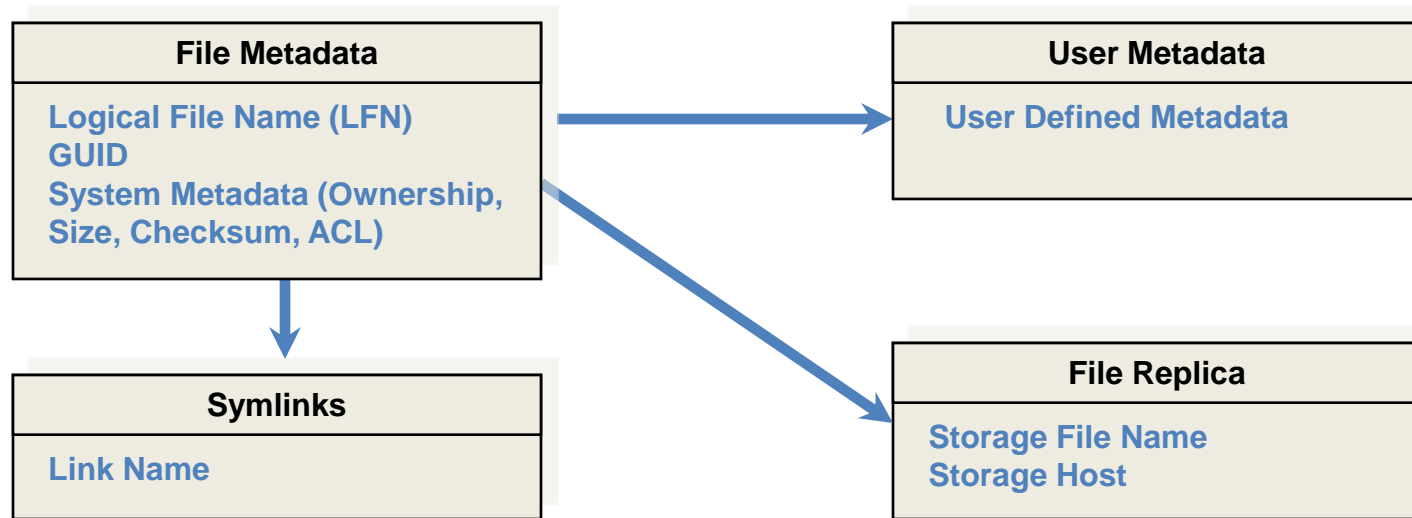 File Metadata
Logical File Name (LFN)
GUID
System Metadata (Ownership,
Size, Checksum, ACL)
User Metadata
User Defined Metadata
Symlinks
Link Name
File Replica
Storage File Name
Storage Host